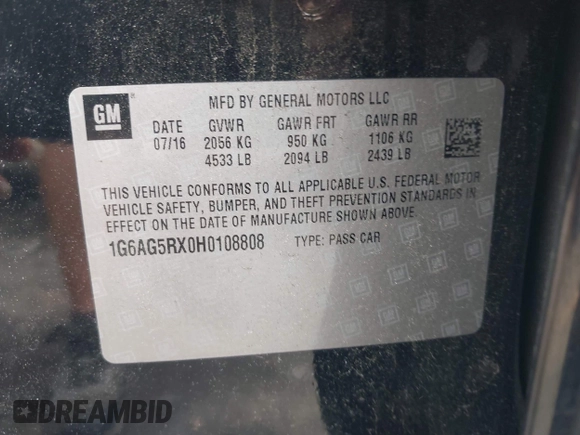 GM
MFD BY GENERAL MOTORS LLC
DATE GVWR GAWR FRT GAWR RR
07/16 2056 KG 950 KG 1106 KG
4533 LB 2094 LB 2439 LB
THIS VEHICLE CONFORMS TO ALL APPLICABLE U.S. FEDERAL MOTOR
VEHICLE SAFETY, BUMPER, AND THEFT PREVENTION STANDARDS IN
EFFECT ON THE DATE OF MANUFACTURE SHOWN ABOVE.
1G6AG5RX0H0108808 TYPE: PASS CAR
DREAMBID